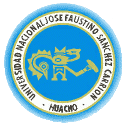 UNIVERSIDAD NACIONAL JOSE FAUSTINO SANCHEZ CARRION
· HUACHO ·